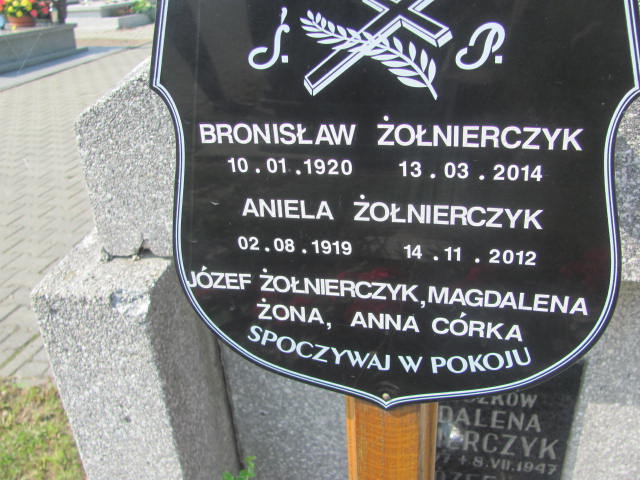 Ś. P.
BRONISŁAW ŻOŁNIERCZYK
10.01.1920 13.03.2014
ANIELA ŻOŁNIERCZYK
02.08.1919 14.11.2012
JÓZEF ŻOŁNIERCZYK, MAGDALENA
ŻONA, ANNA CÓRKA
SPOCZYWAJ W POKOJU
DALENA
IERCZYK
+ 8.VII.1947